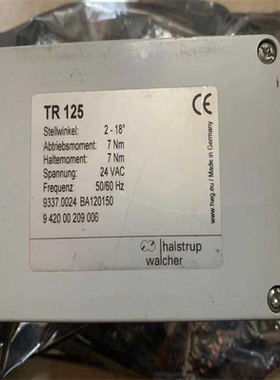 TR 125
Stellwinkel: 2 - 18°
Abtriebsmoment: 7 Nm
Haltemoment: 7 Nm
Spannung: 24 VAC
Frequenz: 50/60 Hz
9337.0024 BA120150
9 420 00 209 006
halstrup
walcher
CE
www.hwg.eu / Made in Germany